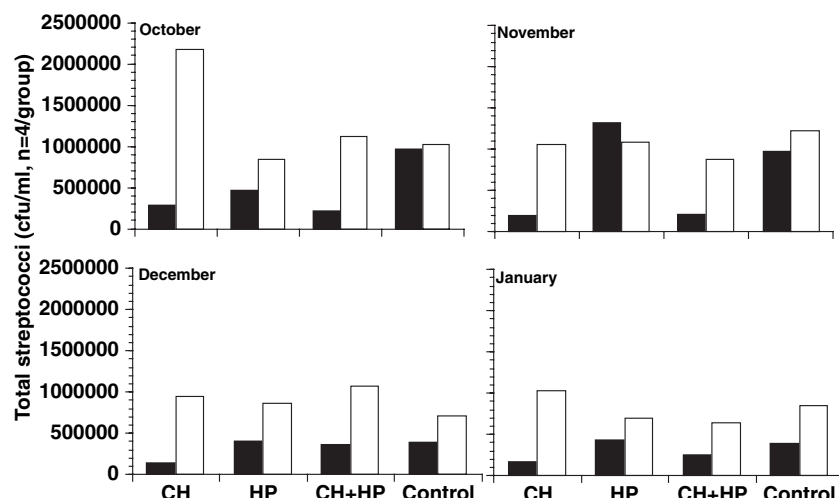 Total streptococci (cfu/ml, n=4/group)
2500000
2000000
1500000
1000000
500000
0
October
November
2500000
2000000
1500000
1000000
500000
0
December
January
CH HP CH+HP Control
CH HP CH+HP Control